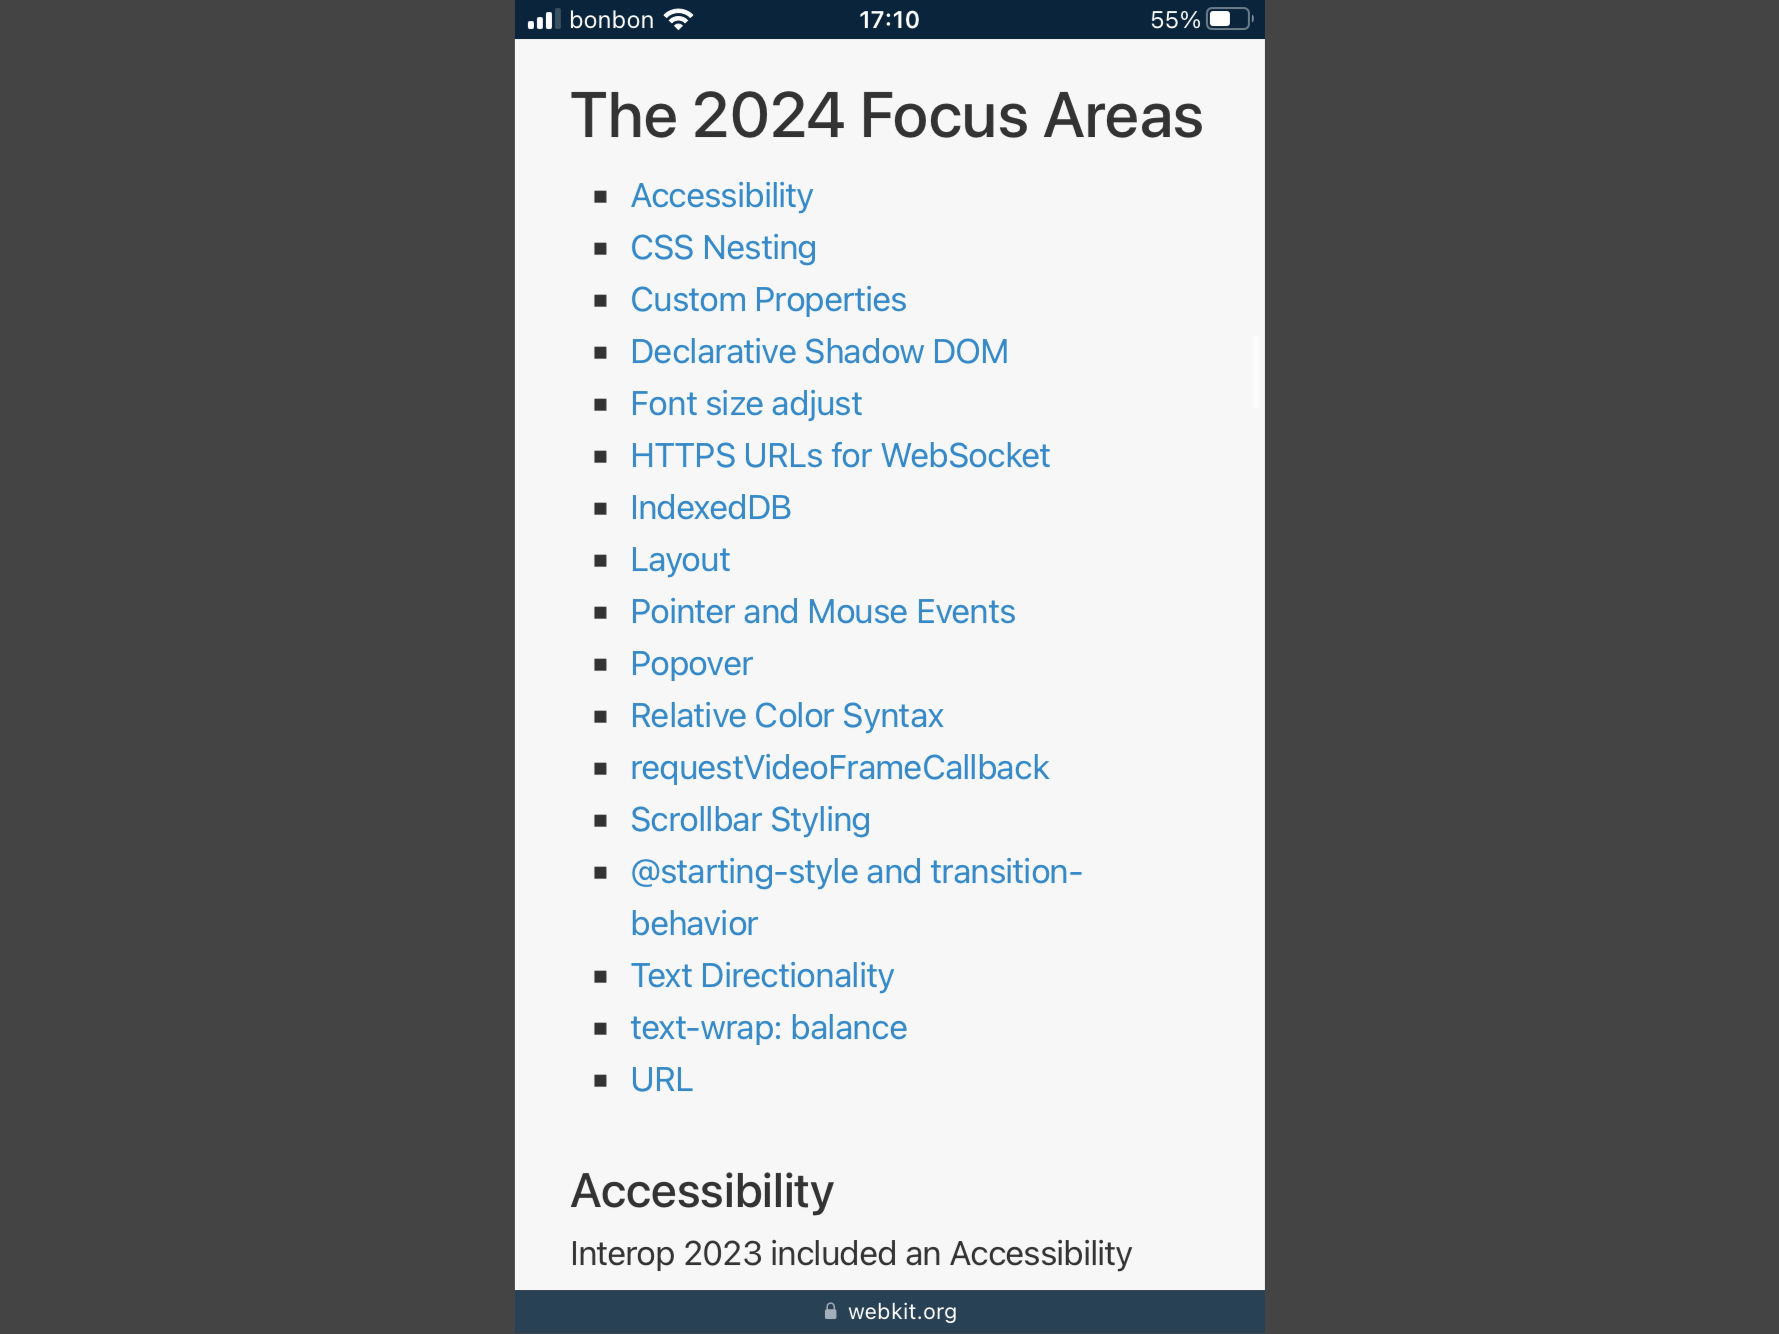 bonbon 17:10 55%
The 2024 Focus Areas
Accessibility
CSS Nesting
Custom Properties
Declarative Shadow DOM
Font size adjust
HTTPS URLs for WebSocket
IndexedDB
Layout
Pointer and Mouse Events
Popover
Relative Color Syntax
requestVideoFrameCallback
Scrollbar Styling
@starting-style and transition-
behavior
Text Directionality
text-wrap: balance
URL
Accessibility
Interop 2023 included an Accessibility
webkit.org